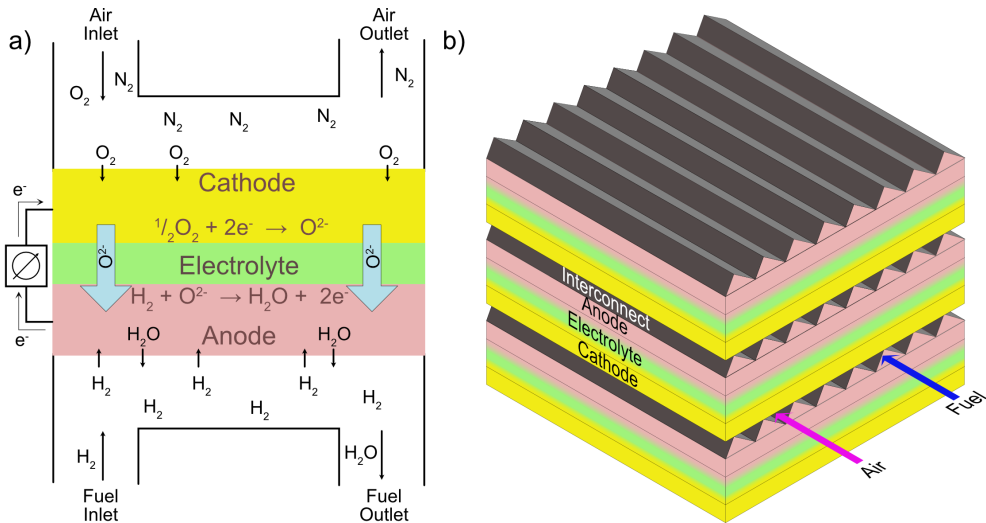 a)
Air
Inlet
Air
Outlet
N₂
O₂
N₂
N₂
N₂
N₂
O₂
O₂
O₂
Cathode
e⁻
¹/₂O₂ + 2e⁻ → O²⁻
O²⁻
O²⁻
Electrolyte
H₂ + O²⁻ → H₂O + 2e⁻
e⁻
Anode
H₂O
H₂O
H₂
H₂
H₂
H₂
H₂
H₂
H₂
H₂O
Fuel
Inlet
Fuel
Outlet
b)
Interconnect
Anode
Electrolyte
Cathode
Fuel
Air